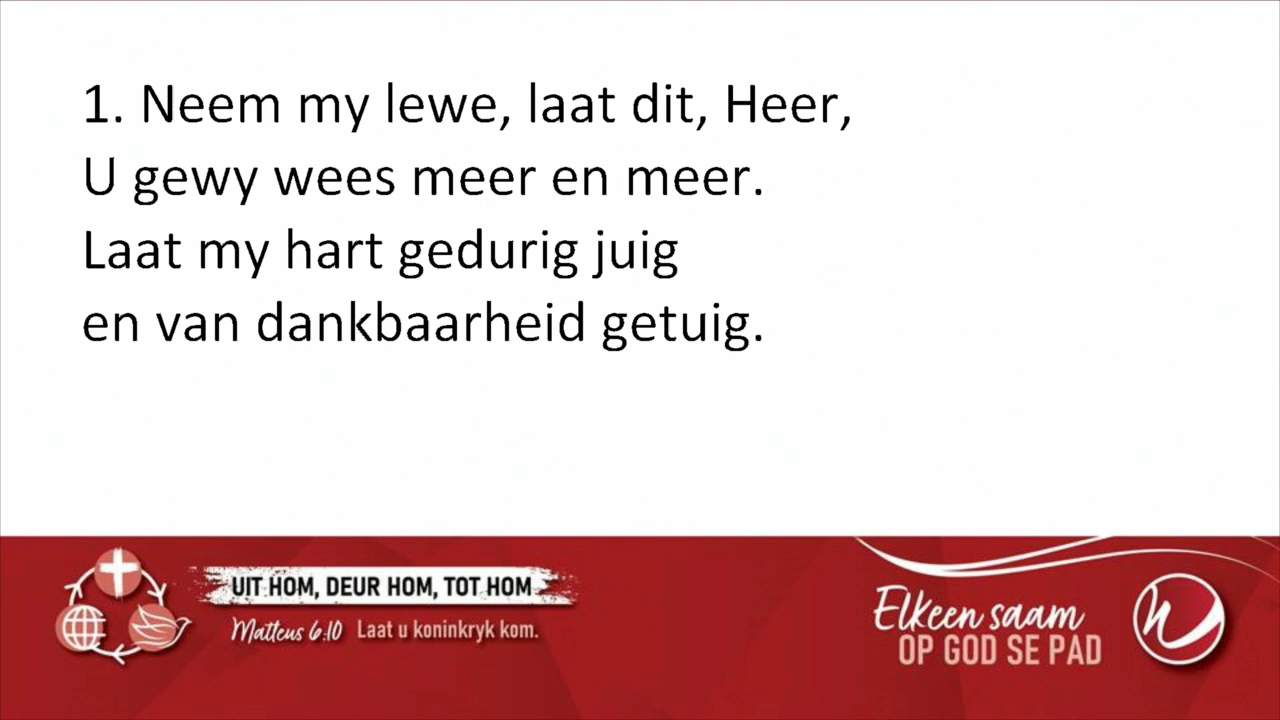 1. Neem my lewe, laat dit, Heer,
U gewy wees meer en meer.
Laat my hart gedurig juig
en van dankbaarheid getuig.
UIT HOM, DEUR HOM, TOT HOM
Matteus 6:10 Laat u koninkryk kom.
Elkeen saam
OP GOD SE PAD